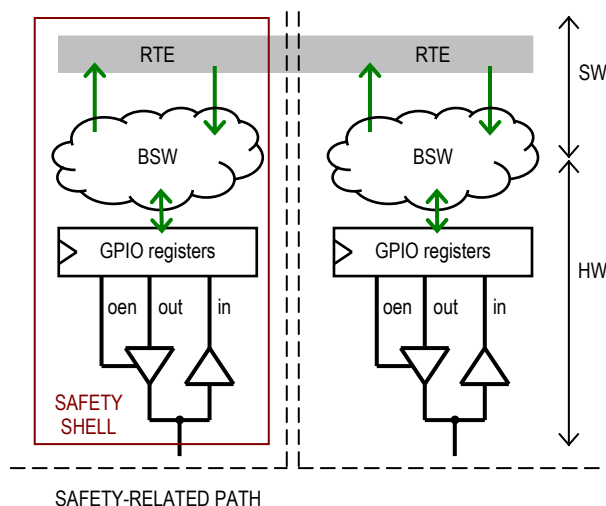 RTE
RTE
SW
BSW
BSW
GPIO registers
GPIO registers
HW
oen out in
oen out in
SAFETY
SHELL
SAFETY-RELATED PATH